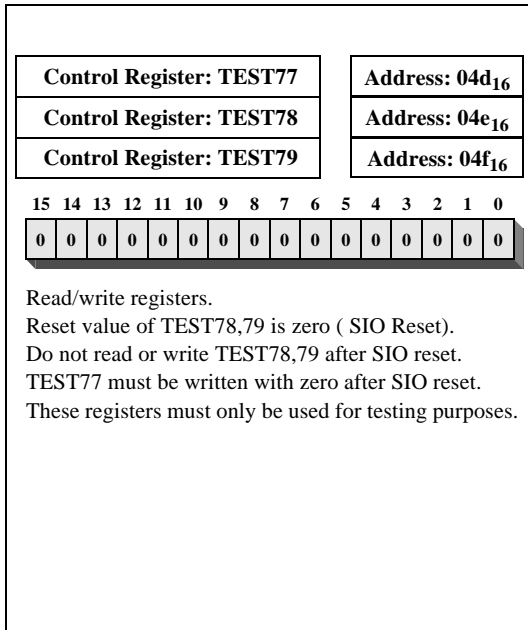 Control Register: TEST77 Address: 04d16
Control Register: TEST78 Address: 04e16
Control Register: TEST79 Address: 04f16
15 14 13 12 11 10 9 8 7 6 5 4 3 2 1 0
0 0 0 0 0 0 0 0 0 0 0 0 0 0 0 0
Read/write registers.
Reset value of TEST78,79 is zero ( SIO Reset).
Do not read or write TEST78,79 after SIO reset.
TEST77 must be written with zero after SIO reset.
These registers must only be used for testing purposes.